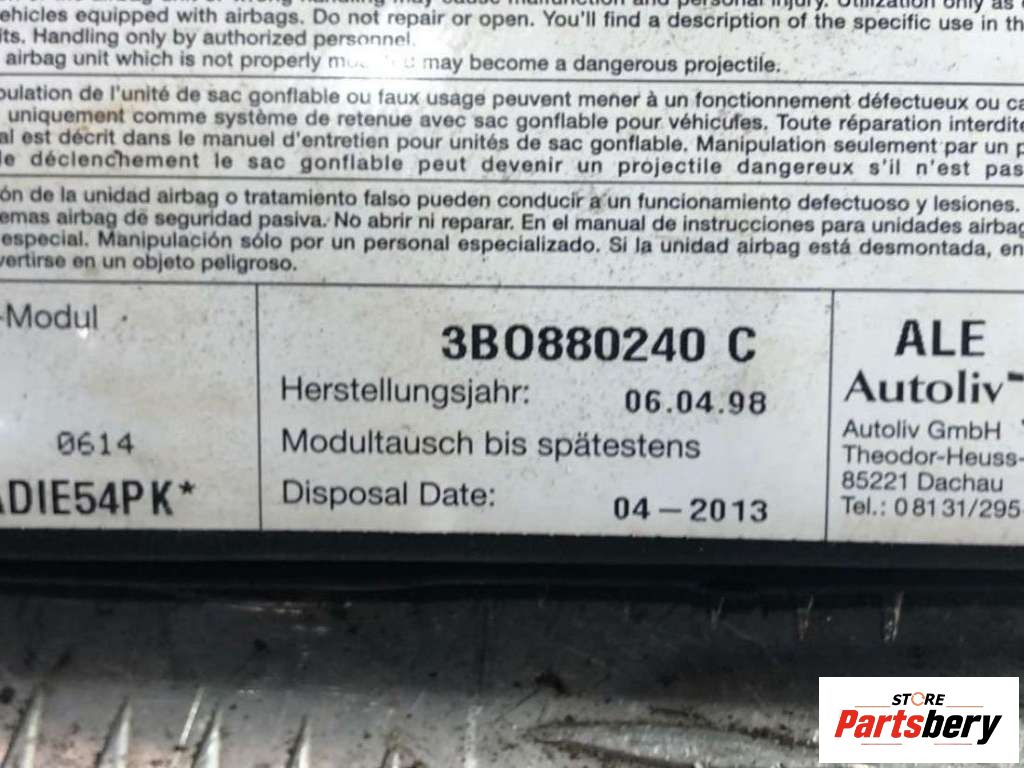 vehicles equipped with airbags. Do not repair or open. You'll find a description of the specific use in th
its. Handling only by authorized personnel.
airbag unit which is not properly may become a dangerous projectile.
pulation de l'unité de sac gonflable ou faux usage peuvent mener à un fonctionnement défectueux ou ca
uniquement comme système de retenue avec sac gonflable pour véhicules. Toute réparation interdite
al est décrit dans le manuel d'entretien pour unités de sac gonflable. Manipulation seulement par un p
le déclenchement le sac gonflable peut devenir un projectile dangereux s'il n'est pas
ón de la unidad airbag o tratamiento falso pueden conducir a un funcionamiento defectuoso y lesiones.
emas airbag de seguridad pasiva. No abrir ni reparar. En el manual de instrucciones para unidades airbag
especial. Manipulación sólo por un personal especializado. Si la unidad airbag está desmontada, en
vertirse en un objeto peligroso.
-Modul
0614
ADIE54PK*
3B0880240 C
Herstellungsjahr: 06.04.98
Modultausch bis spätestens
Disposal Date: 04-2013
ALE
Autoliv
Autoliv GmbH
Theodor-Heuss-
85221 Dachau
Tel.: 0 81 31/295-
STORE
Partsbery